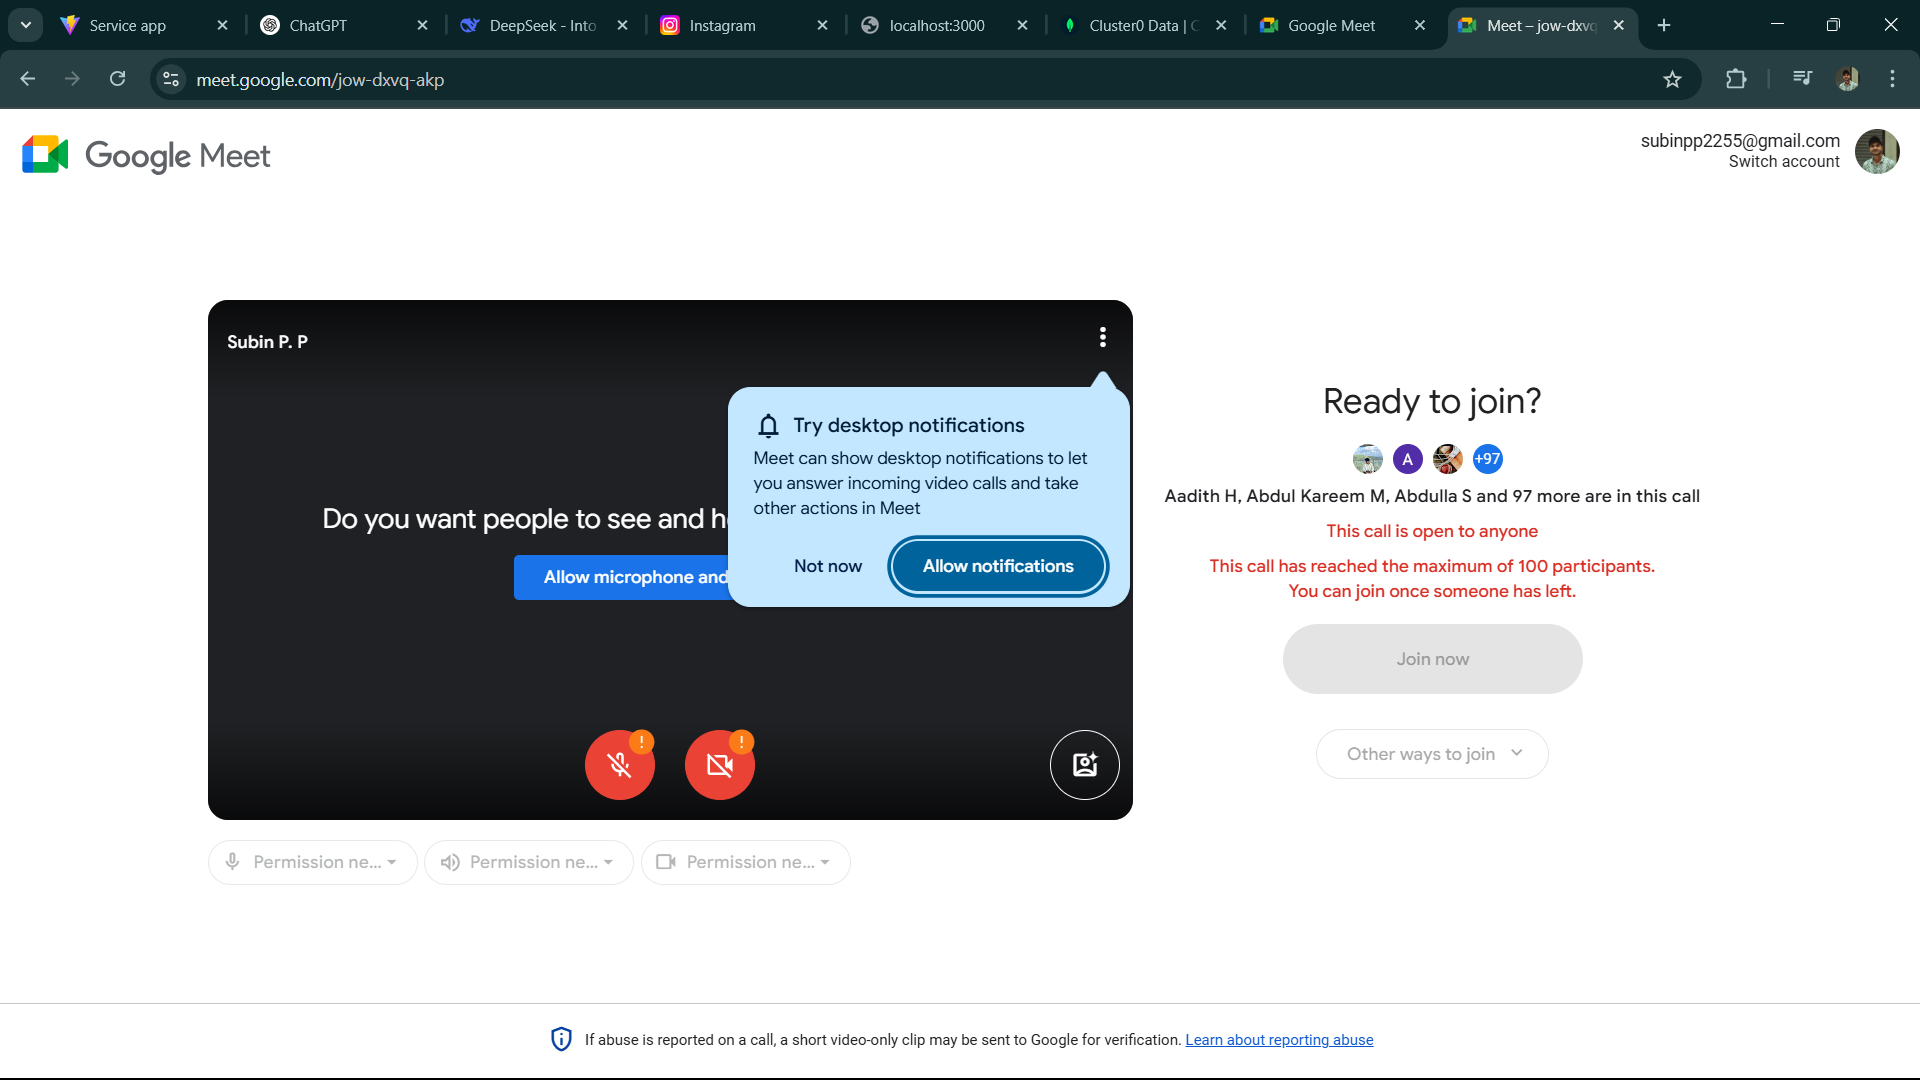 Service app
ChatGPT
DeepSeek - Into
Instagram
localhost:3000
Cluster0 Data | C
Google Meet
Meet – jow-dxvq
meet.google.com/jow-dxvq-akp
Google Meet
subinpp2255@gmail.com
Switch account
Subin P. P
Try desktop notifications
Meet can show desktop notifications to let
you answer incoming video calls and take
other actions in Meet
Not now
Allow notifications
Do you want people to see and h
Allow microphone and
Ready to join?
A
+97
Aadith H, Abdul Kareem M, Abdulla S and 97 more are in this call
This call is open to anyone
This call has reached the maximum of 100 participants.
You can join once someone has left.
Join now
Other ways to join
Permission ne...
Permission ne...
Permission ne...
If abuse is reported on a call, a short video-only clip may be sent to Google for verification. Learn about reporting abuse